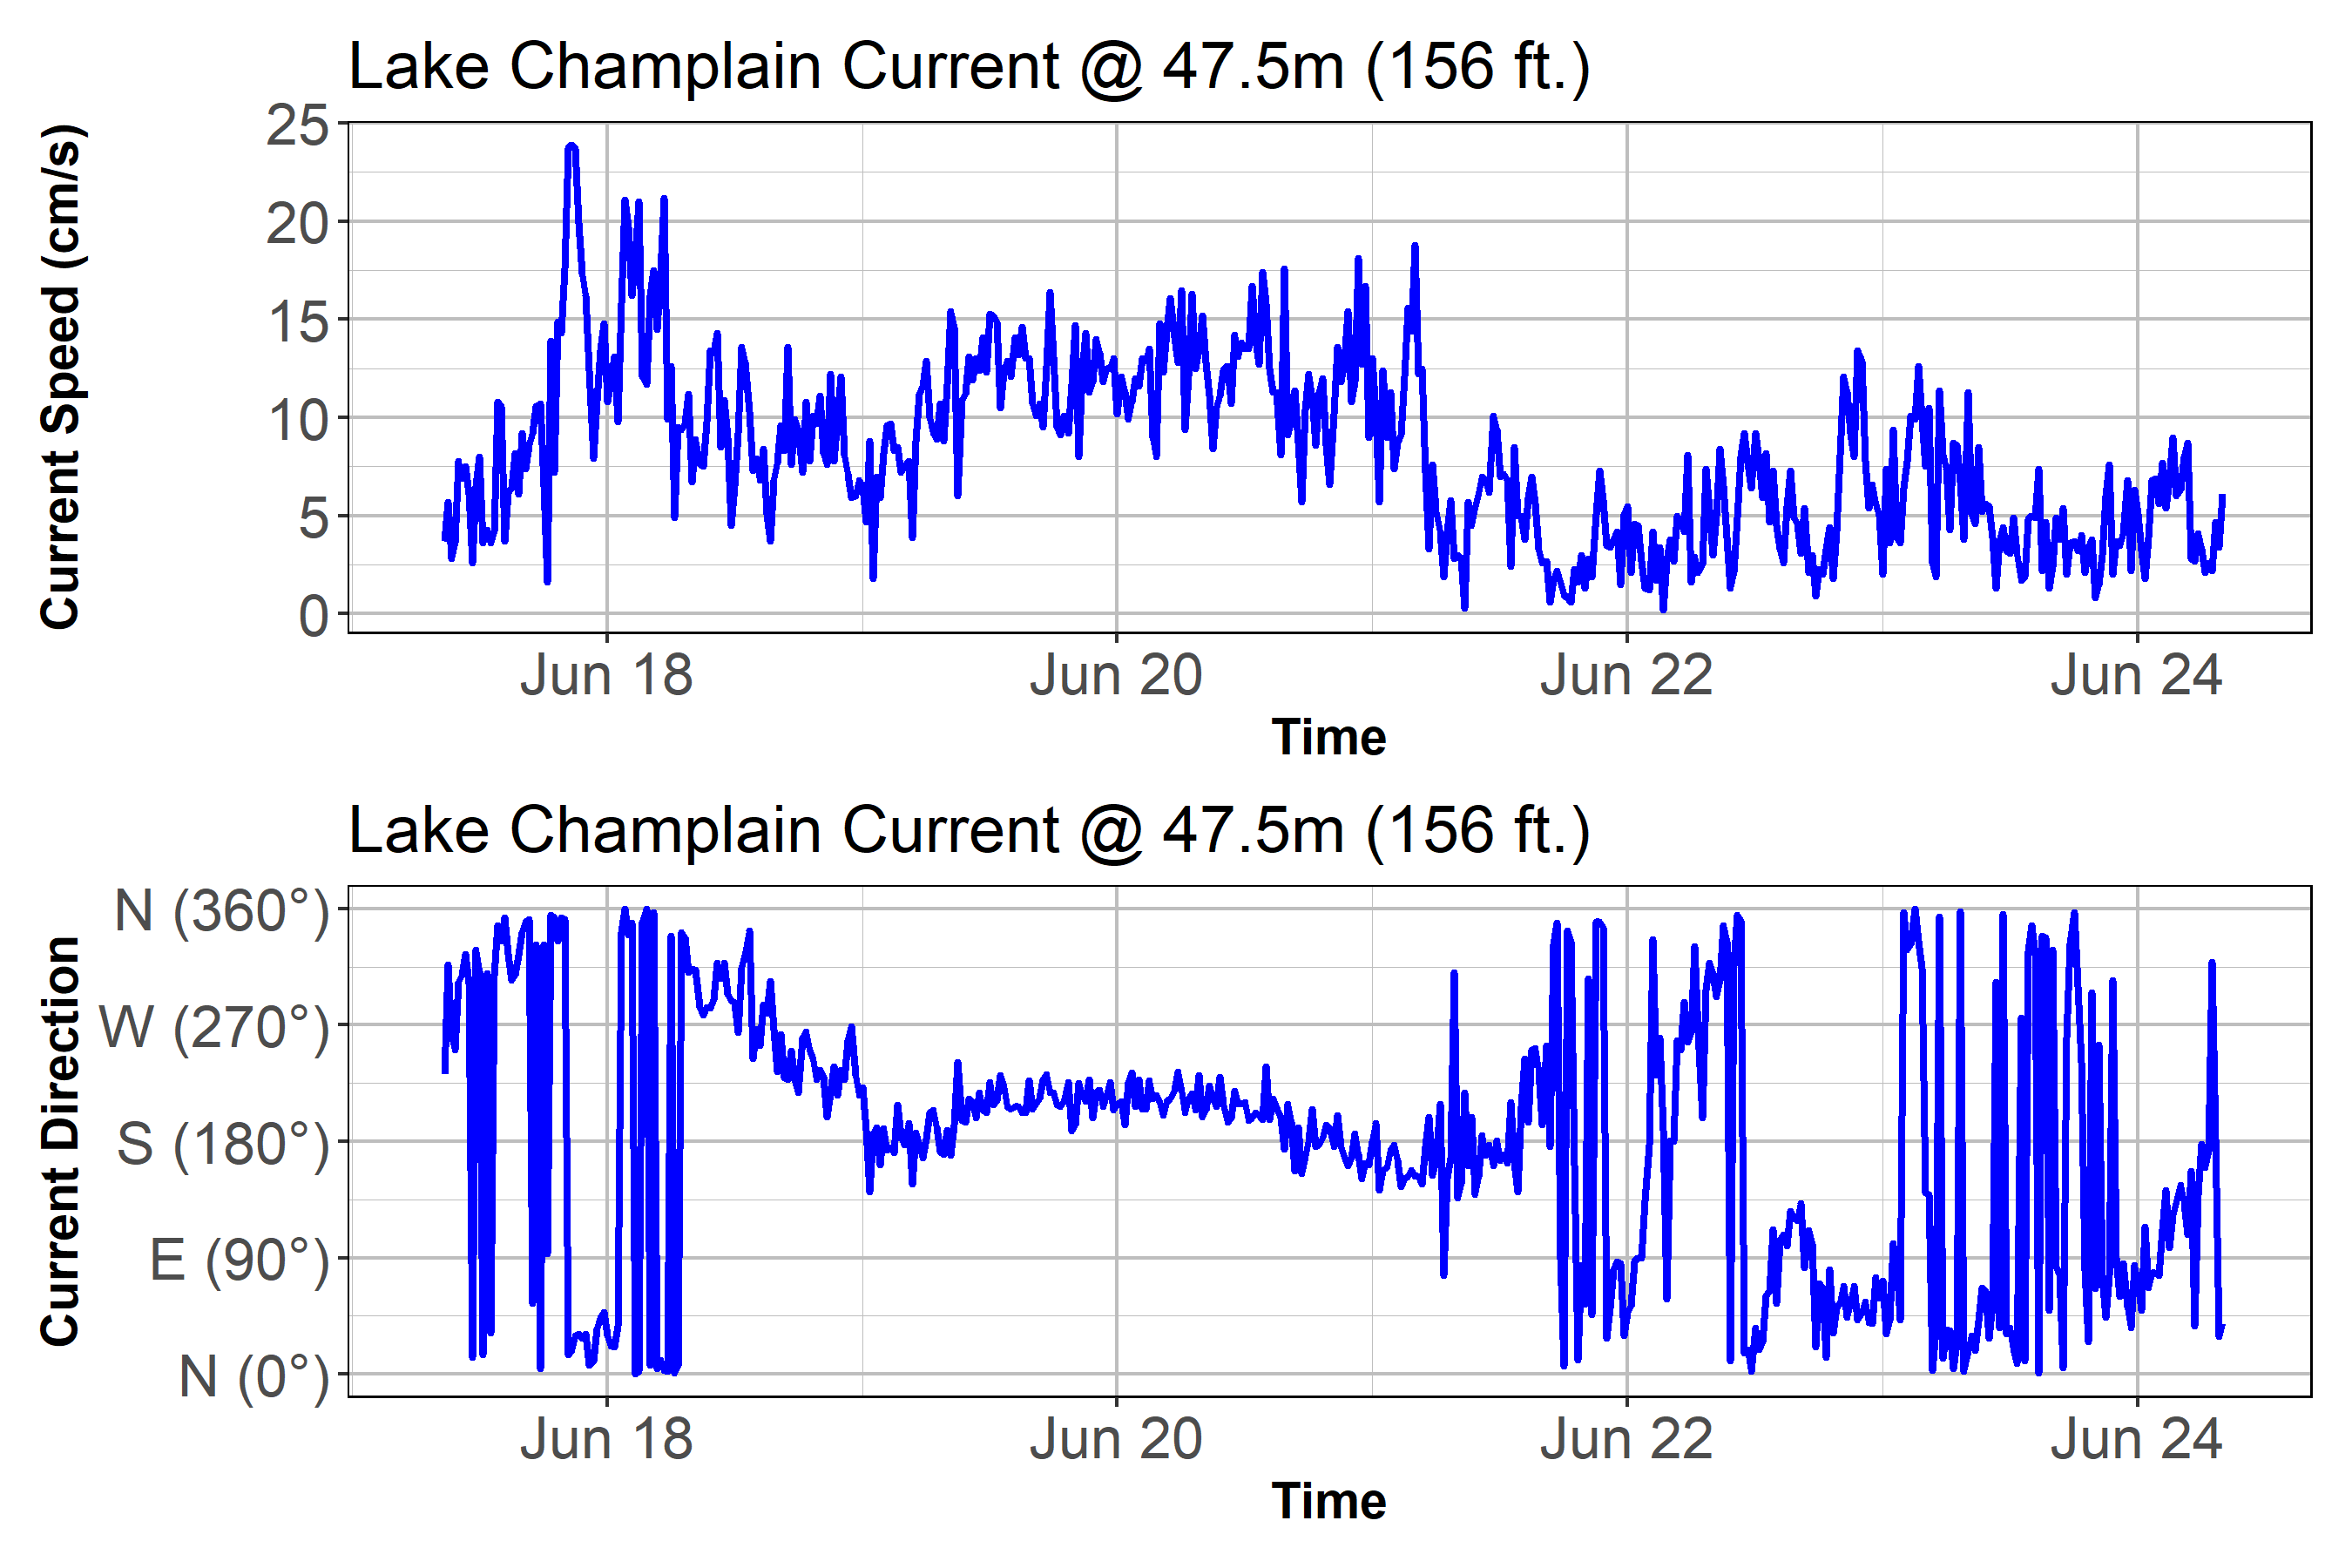 Lake Champlain Current @ 47.5m (156 ft.)
Current Speed (cm/s)
25
20
15
10
5
0
Jun 18 Jun 20 Jun 22 Jun 24
Time
Lake Champlain Current @ 47.5m (156 ft.)
Current Direction
N (360°)
W (270°)
S (180°)
E (90°)
N (0°)
Jun 18 Jun 20 Jun 22 Jun 24
Time